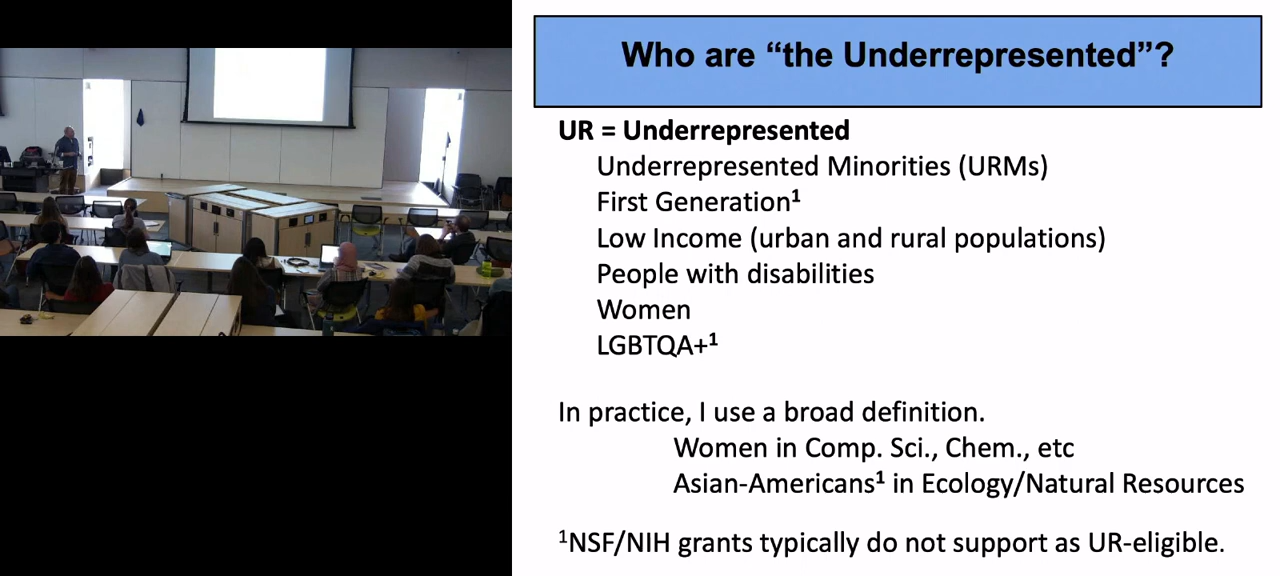 Who are “the Underrepresented”?
UR = Underrepresented
Underrepresented Minorities (URMs)
First Generation¹
Low Income (urban and rural populations)
People with disabilities
Women
LGBTQA+¹
In practice, I use a broad definition.
Women in Comp. Sci., Chem., etc
Asian-Americans¹ in Ecology/Natural Resources
¹NSF/NIH grants typically do not support as UR-eligible.